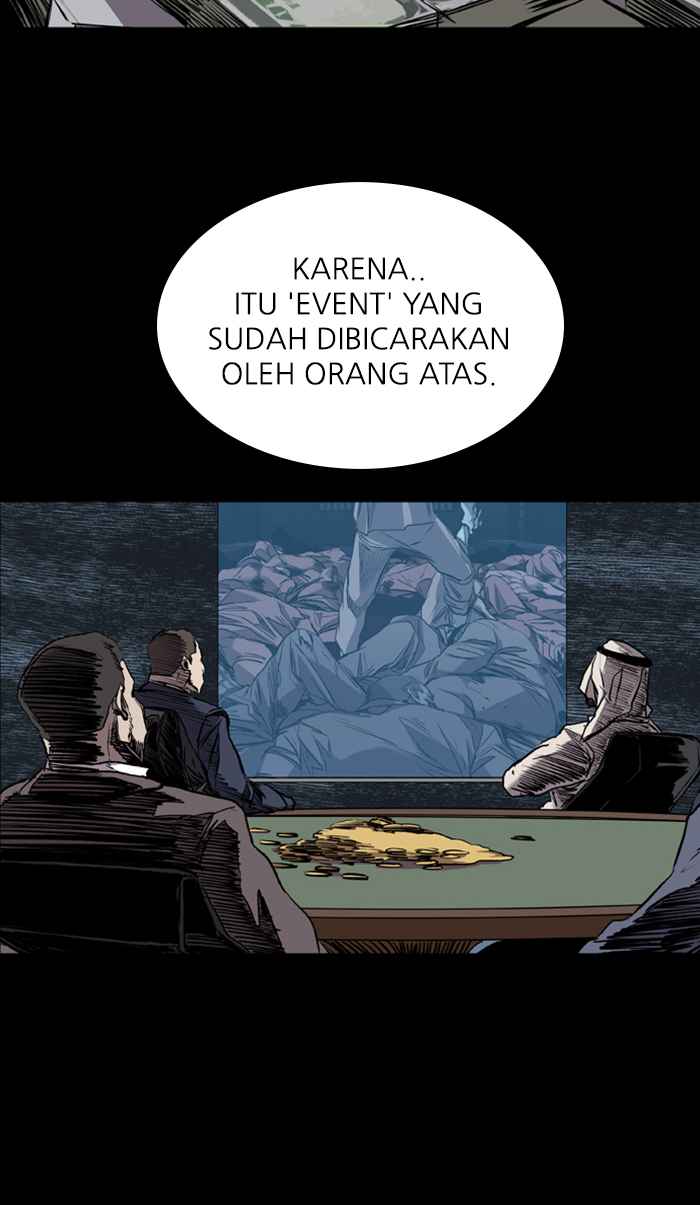 KARENA..
ITU 'EVENT' YANG
SUDAH DIBICARAKAN
OLEH ORANG ATAS.